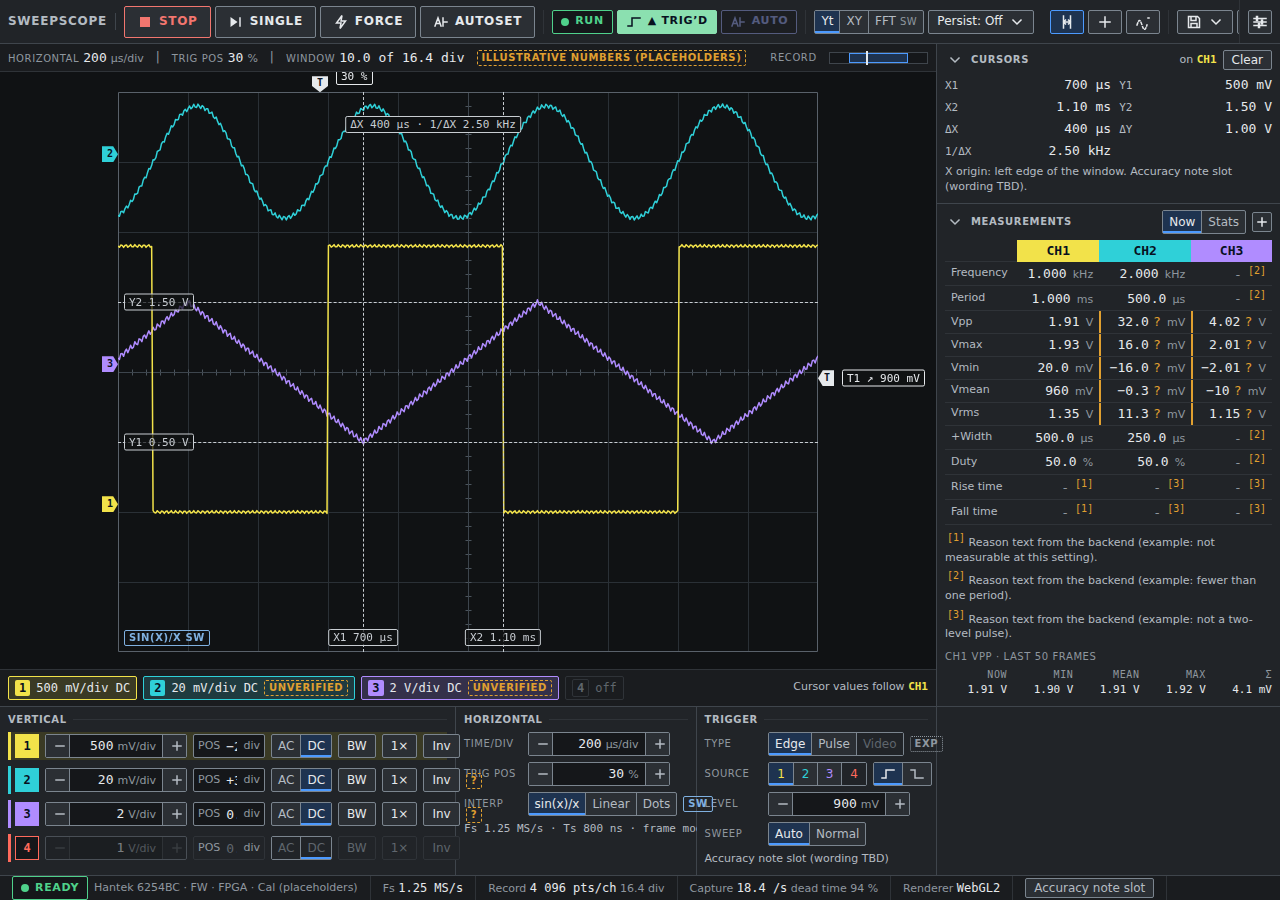 SWEEPSCOPE STOP SINGLE FORCE AUTOSET RUN ▲ TRIG'D AUTO Yt XY FFT SW Persist: Off
HORIZONTAL 200 µs/div | TRIG POS 30 % | WINDOW 10.0 of 16.4 div ILLUSTRATIVE NUMBERS (PLACEHOLDERS) RECORD
T 30 %
ΔX 400 µs · 1/ΔX 2.50 kHz
2
Y2 1.50 V
3
T T1 ↗ 900 mV
Y1 0.50 V
1
SIN(X)/X SW X1 700 µs X2 1.10 ms
1 500 mV/div DC 2 20 mV/div DC UNVERIFIED 3 2 V/div DC UNVERIFIED 4 off Cursor values follow CH1
CURSORS on CH1 Clear
X1 700 µs Y1 500 mV
X2 1.10 ms Y2 1.50 V
ΔX 400 µs ΔY 1.00 V
1/ΔX 2.50 kHz
X origin: left edge of the window. Accuracy note slot
(wording TBD).
MEASUREMENTS Now Stats +
CH1 CH2 CH3
Frequency 1.000 kHz 2.000 kHz - [2]
Period 1.000 ms 500.0 µs - [2]
Vpp 1.91 V 32.0 ? mV 4.02 ? V
Vmax 1.93 V 16.0 ? mV 2.01 ? V
Vmin 20.0 mV −16.0 ? mV −2.01 ? V
Vmean 960 mV −0.3 ? mV −10 ? mV
Vrms 1.35 V 11.3 ? mV 1.15 ? V
+Width 500.0 µs 250.0 µs - [2]
Duty 50.0 % 50.0 % - [2]
Rise time - [1] - [3] - [3]
Fall time - [1] - [3] - [3]
[1] Reason text from the backend (example: not
measurable at this setting).
[2] Reason text from the backend (example: fewer than
one period).
[3] Reason text from the backend (example: not a two-
level pulse).
CH1 VPP · LAST 50 FRAMES
NOW MIN MEAN MAX Σ
1.91 V 1.90 V 1.91 V 1.92 V 4.1 mV
VERTICAL
1 − 500 mV/div + POS div AC DC BW 1× Inv
2 − 20 mV/div + POS div AC DC BW 1× Inv ?
3 − 2 V/div + POS 0 div AC DC BW 1× Inv ?
4 − 1 V/div + POS 0 div AC DC BW 1× Inv
HORIZONTAL
TIME/DIV − 200 µs/div +
TRIG POS − 30 % +
INTERP sin(x)/x Linear Dots SW
Fs 1.25 MS/s · Ts 800 ns · frame
TRIGGER
TYPE Edge Pulse Video EXP
SOURCE 1 2 3 4
LEVEL − 900 mV +
SWEEP Auto Normal
Accuracy note slot (wording TBD)
READY Hantek 6254BC · FW · FPGA · Cal (placeholders) Fs 1.25 MS/s Record 4 096 pts/ch 16.4 div Capture 18.4 /s dead time 94 % Renderer WebGL2 Accuracy note slot